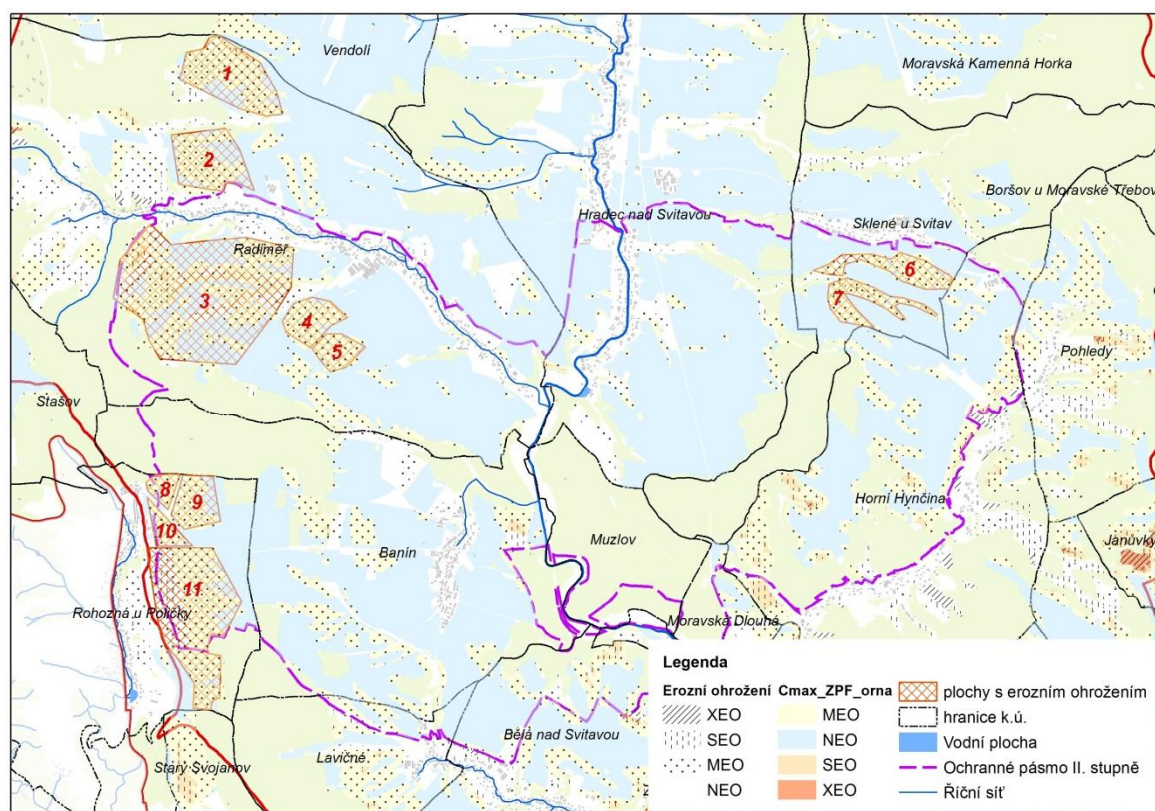 Vendolí
Moravská Kamenná Horka
1
2
Boršov u Moravské Třebov
Hradec nad Svitavou
Sklené u Svitav
Radiměř
6
3
7
4
5
Pohledy
Stašov
8
9
Horní Hynčina
10
Banín
Muzlov
Janůvky
11
Rohozná u Poličky
Moravská Dlouhá
Bělá nad Svitavou
Lavičné
Starý Svojanov
Legenda
Erozní ohrožení
XEO
SEO
MEO
NEO
Cmax_ZPF_orna
MEO
NEO
SEO
XEO
plochy s erozním ohrožením
hranice k.ú.
Vodní plocha
Ochranné pásmo II. stupně
Říční síť